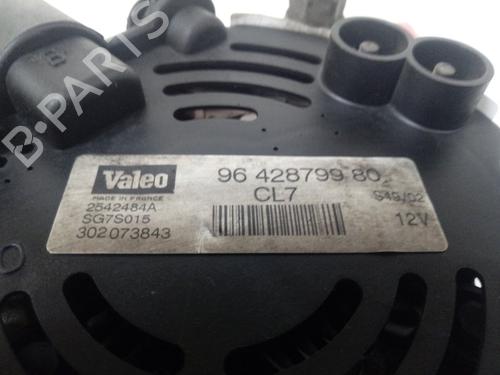 B-PARTS
B
Valeo
MADE IN FRANCE
2542484A
SG7S015
302073843
96 428799 80
CL7
S49/02
12V